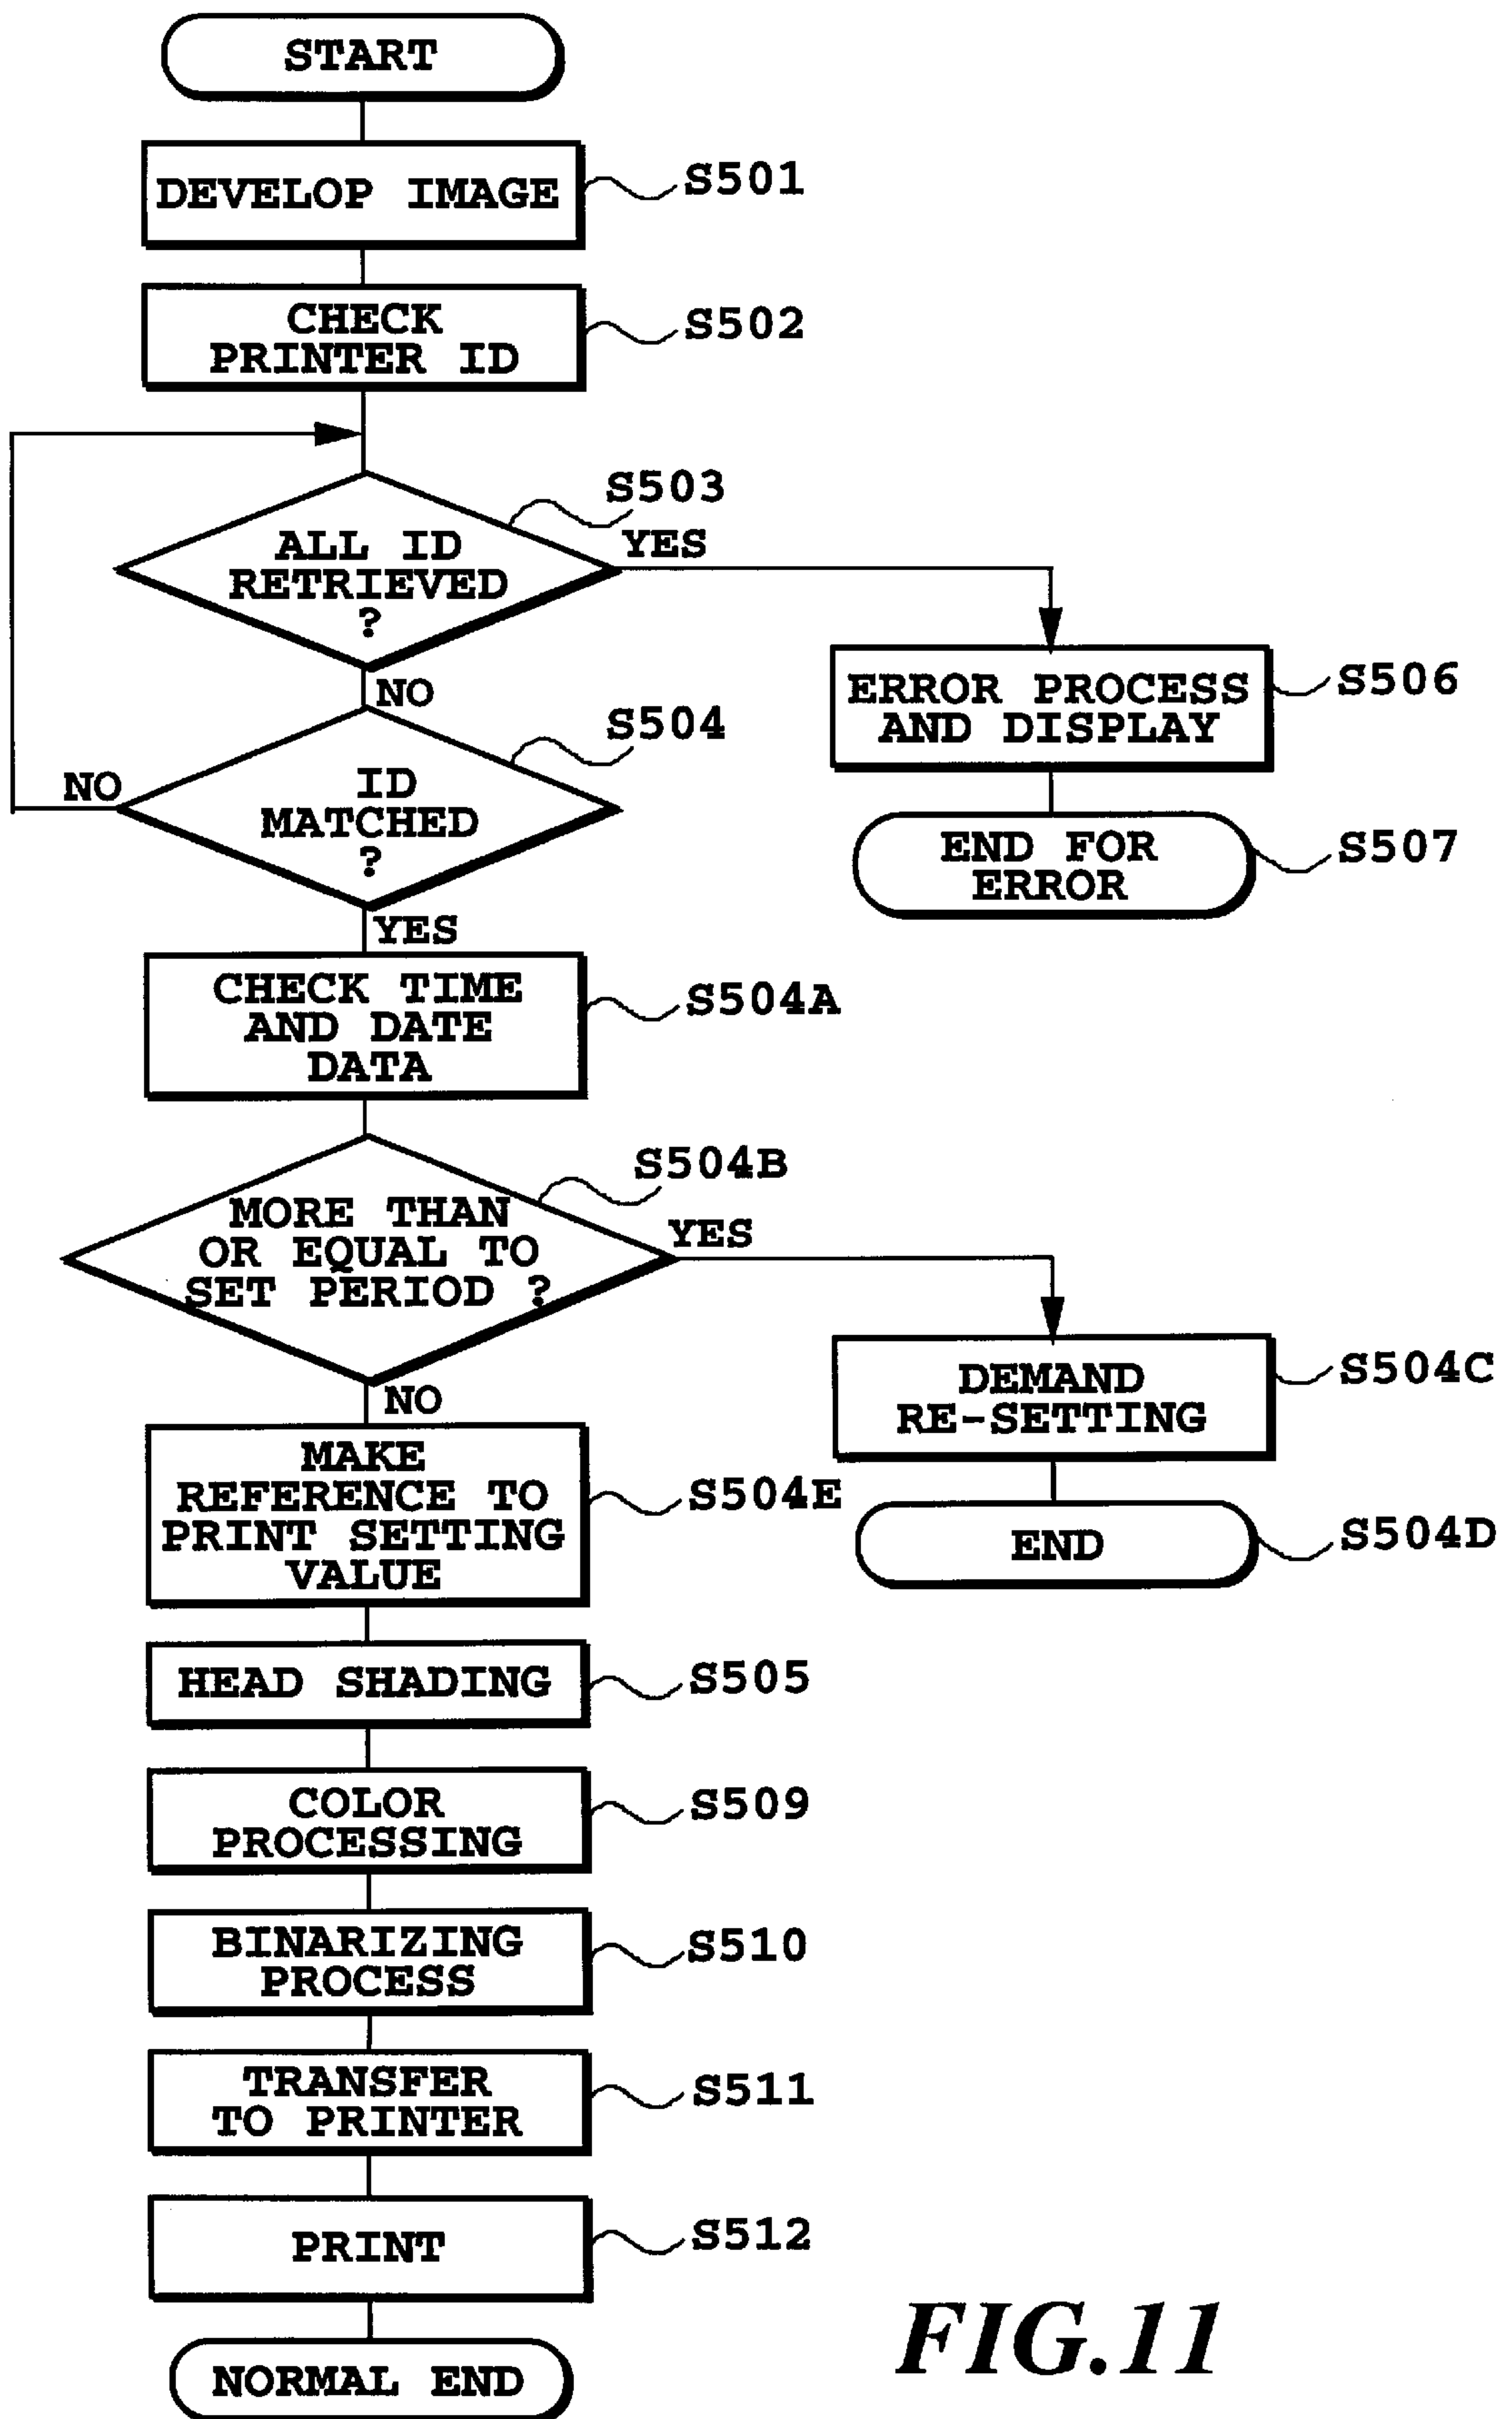 START
DEVELOP IMAGE
S501
CHECK
PRINTER ID
S502
S503
ALL ID
RETRIEVED
?
YES
NO
ERROR PROCESS
AND DISPLAY
S506
S504
NO
ID
MATCHED
?
END FOR
ERROR
S507
YES
CHECK TIME
AND DATE
DATA
S504A
S504B
MORE THAN
OR EQUAL TO
SET PERIOD ?
YES
NO
DEMAND
RE-SETTING
S504C
MAKE
REFERENCE TO
PRINT SETTING
VALUE
S504E
END
S504D
HEAD SHADING
S505
COLOR
PROCESSING
S509
BINARIZING
PROCESS
S510
TRANSFER
TO PRINTER
S511
PRINT
S512
NORMAL END
FIG.11